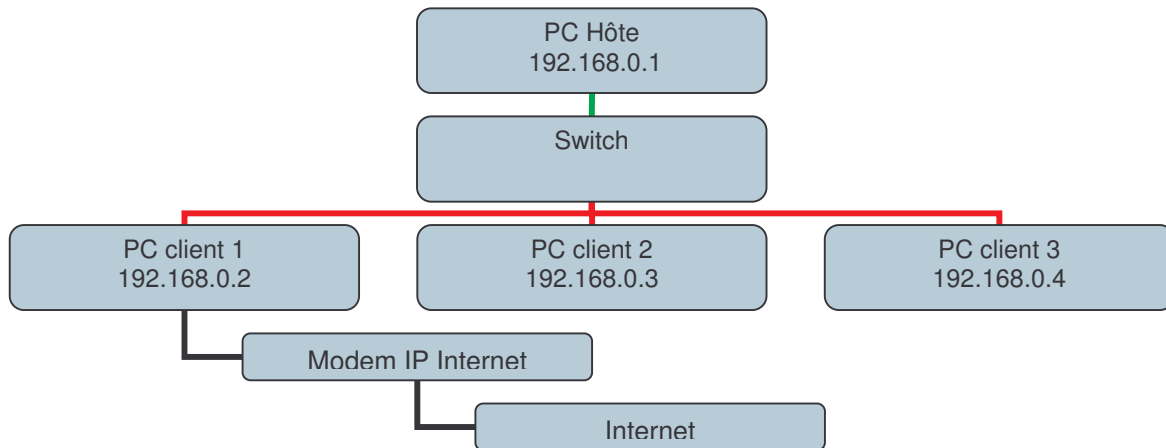 PC Hôte
192.168.0.1
Switch
PC client 1
192.168.0.2
PC client 2
192.168.0.3
PC client 3
192.168.0.4
Modem IP Internet
Internet